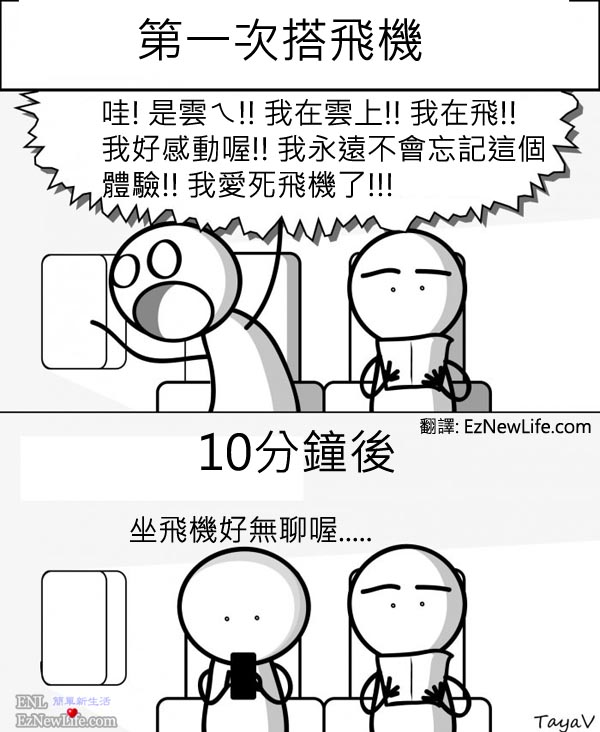 第一次搭飛機
哇! 是雲ㄟ!! 我在雲上!! 我在飛!!
我好感動喔!! 我永遠不會忘記這個
體驗!! 我愛死飛機了!!!
翻譯: EzNewLife.com
10分鐘後
坐飛機好無聊喔.....
ENL 簡單新生活
EzNewLife.com
TayaV